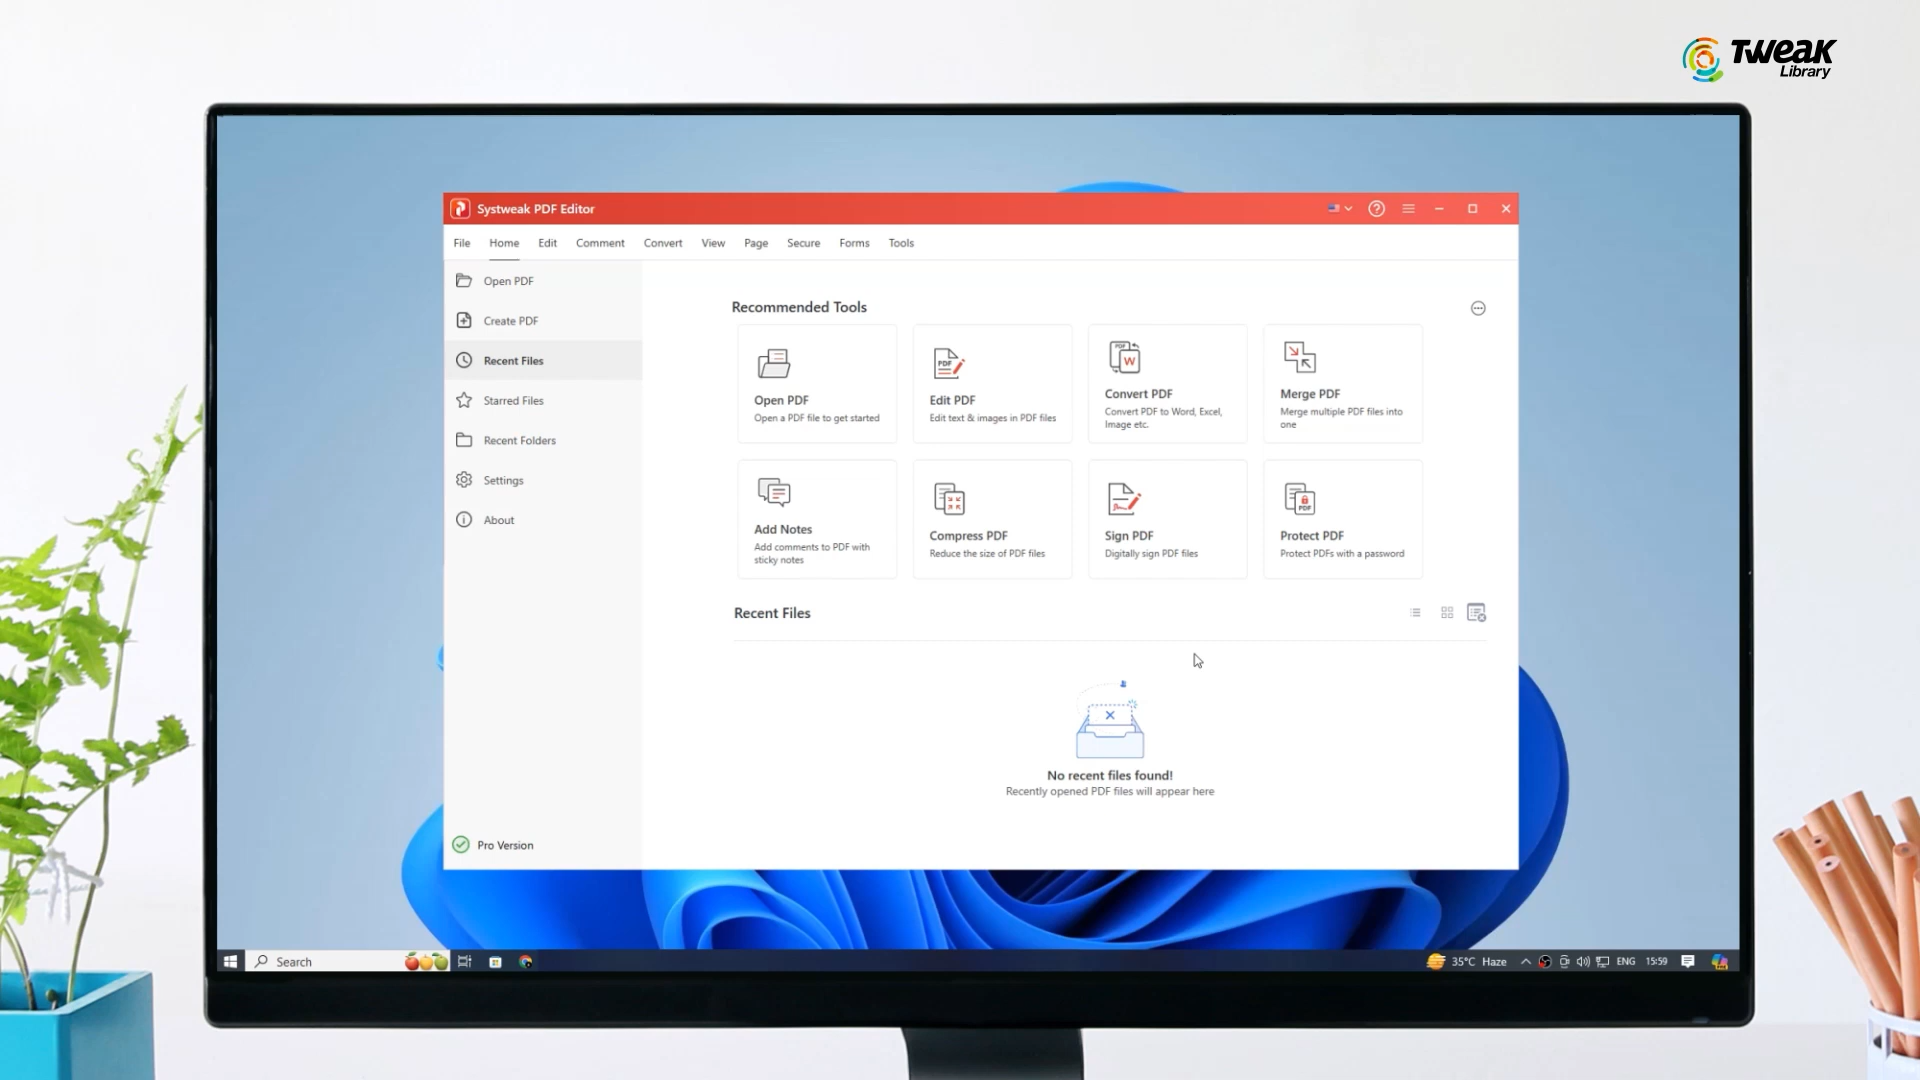 Tweak
Library
Systweak PDF Editor
File Home Edit Comment Convert View Page Secure Forms Tools
Open PDF
Create PDF
Recent Files
Starred Files
Recent Folders
Settings
About
Pro Version
Recommended Tools
Open PDF
Open a PDF file to get started
Edit PDF
Edit text & images in PDF files
Convert PDF
Convert PDF to Word, Excel,
Image etc.
Merge PDF
Merge multiple PDF files into
one
Add Notes
Add comments to PDF with
sticky notes
Compress PDF
Reduce the size of PDF files
Sign PDF
Digitally sign PDF files
Protect PDF
Protect PDFs with a password
Recent Files
No recent files found!
Recently opened PDF files will appear here
Search
35°C Haze
ENG
15:59